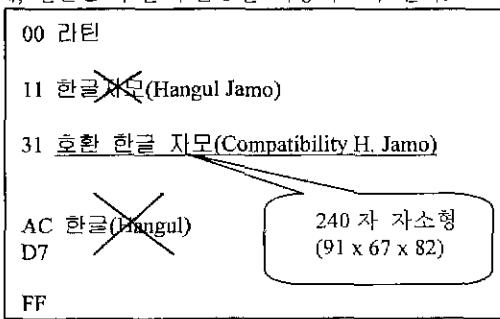 00 라틴
11 한글자모(Hangul Jamo)
31 호환 한글 자모(Compatibility H. Jamo)
AC 한글(Hangul)
D7
240 자 자소형
(91 x 67 x 82)
FF